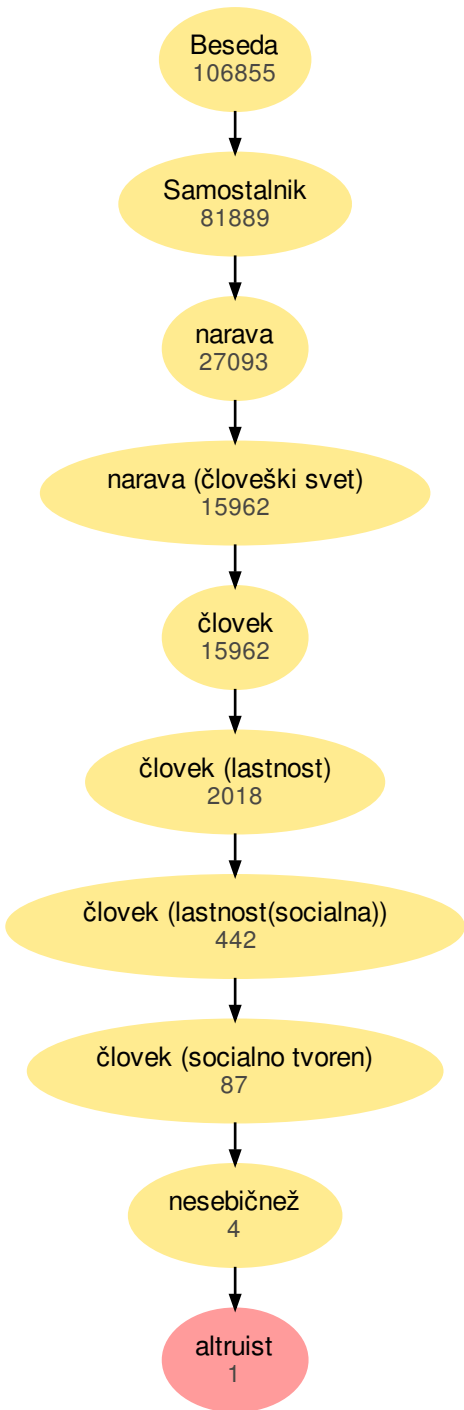 Beseda
106855
Samostalnik
81889
narava
27093
narava (človeški svet)
15962
človek
15962
človek (lastnost)
2018
človek (lastnost(socialna))
442
človek (socialno tvoren)
87
nesebičnež
4
altruist
1